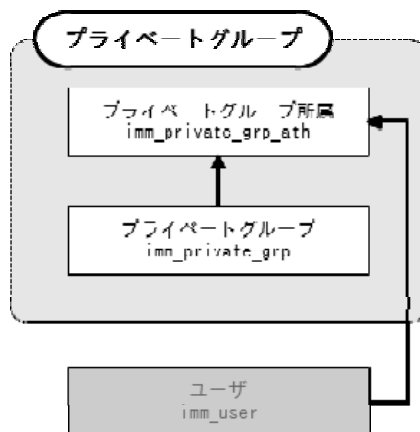 プライベートグループ
プライベートグループ所属
imm_private_grp_ath
プライベートグループ
imm_private_grp
ユーザ
imm_user